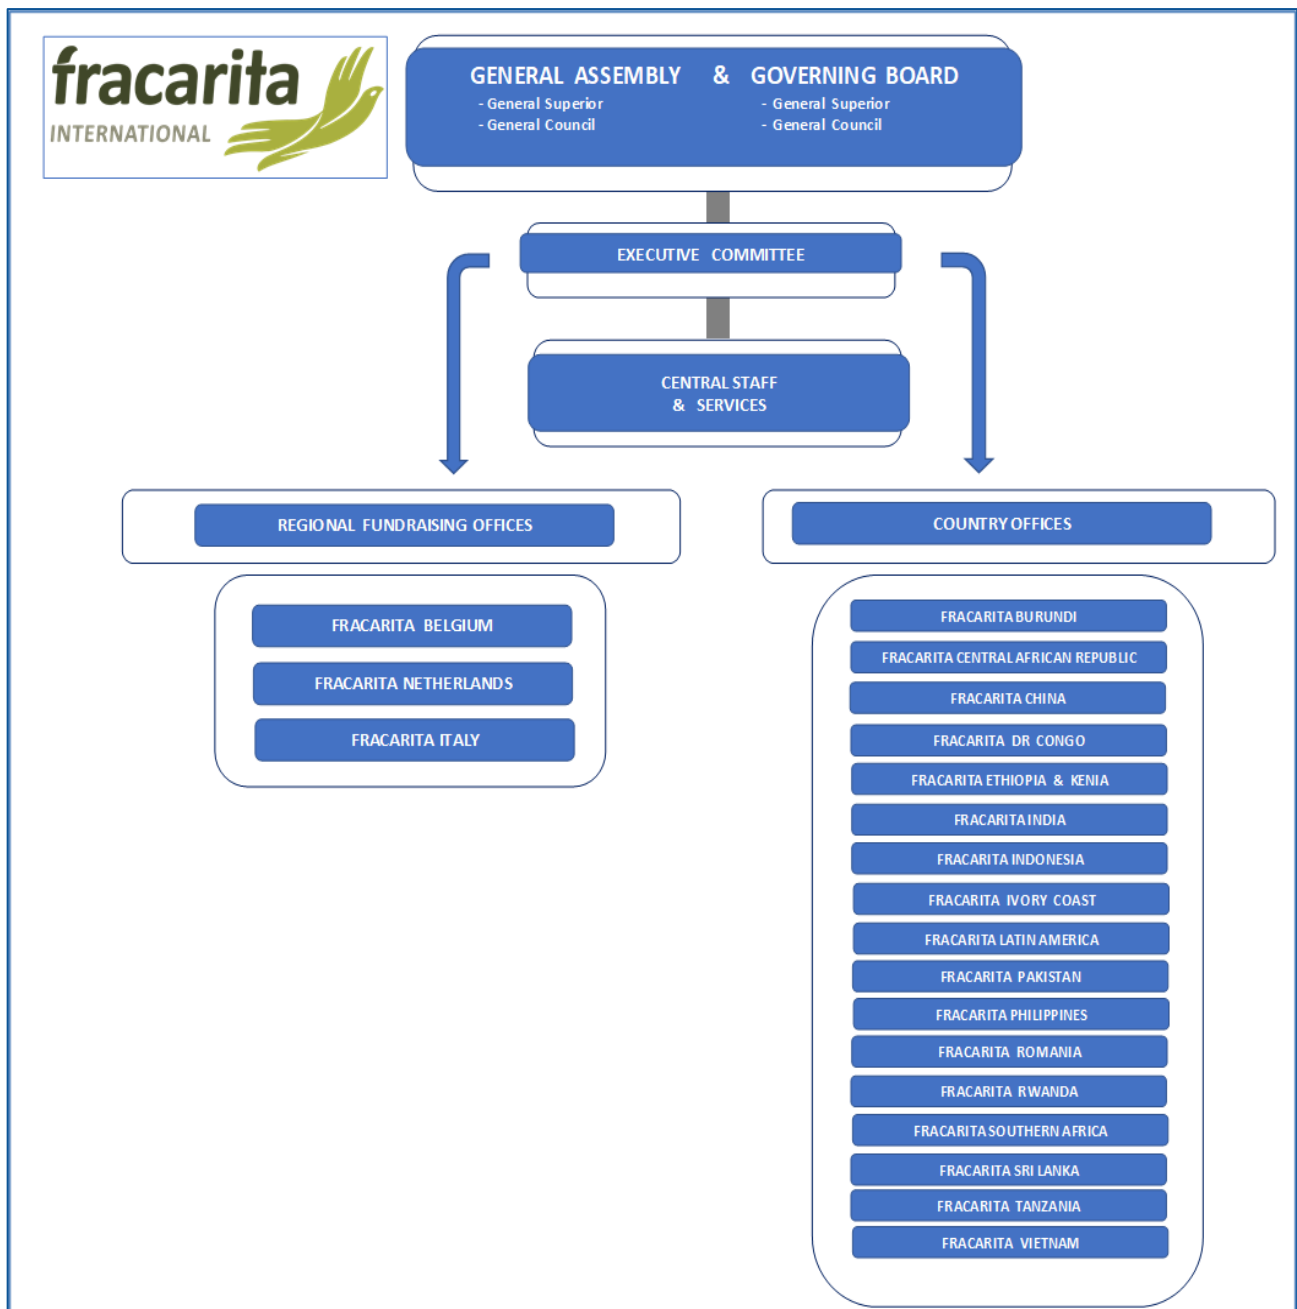 fracarita
INTERNATIONAL
GENERAL ASSEMBLY & GOVERNING BOARD
- General Superior - General Superior
- General Council - General Council
EXECUTIVE COMMITTEE
CENTRAL STAFF
& SERVICES
REGIONAL FUNDRAISING OFFICES
FRACARITA BELGIUM
FRACARITA NETHERLANDS
FRACARITA ITALY
COUNTRY OFFICES
FRACARITA BURUNDI
FRACARITA CENTRAL AFRICAN REPUBLIC
FRACARITA CHINA
FRACARITA DR CONGO
FRACARITA ETHIOPIA & KENIA
FRACARITA INDIA
FRACARITA INDONESIA
FRACARITA IVORY COAST
FRACARITA LATIN AMERICA
FRACARITA PAKISTAN
FRACARITA PHILIPPINES
FRACARITA ROMANIA
FRACARITA RWANDA
FRACARITA SOUTHERN AFRICA
FRACARITA SRI LANKA
FRACARITA TANZANIA
FRACARITA VIETNAM